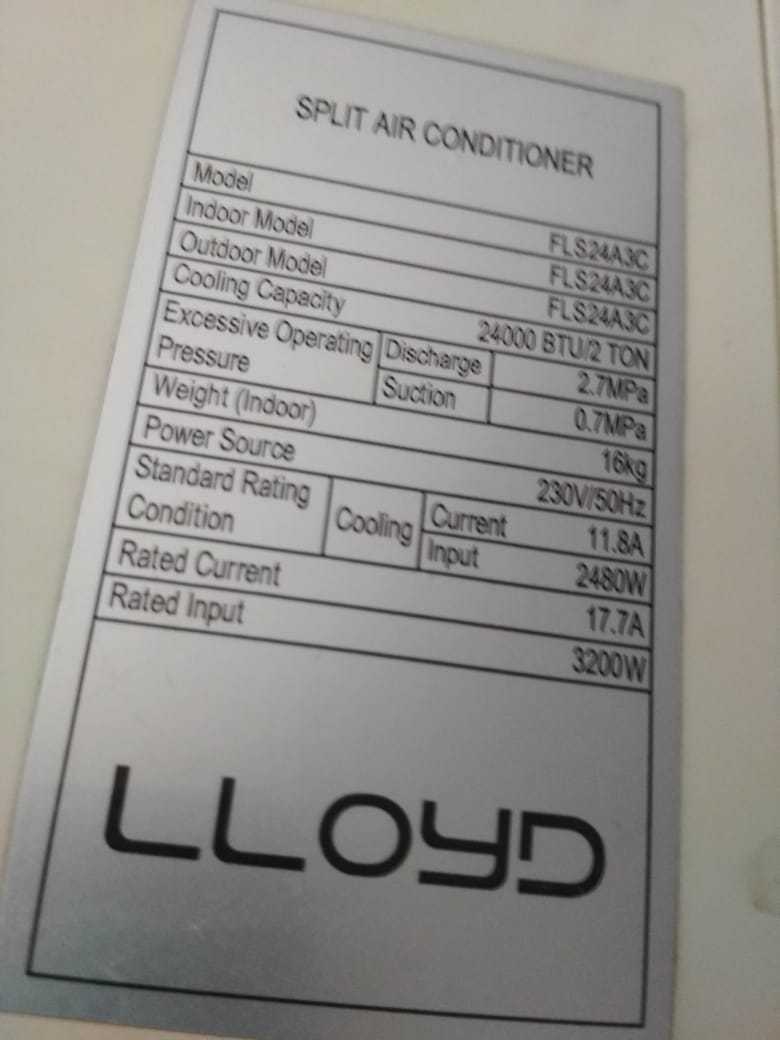 SPLIT AIR CONDITIONER
Model FLS24A3C
Indoor Model FLS24A3C
Outdoor Model FLS24A3C
Cooling Capacity 24000 BTU/2 TON
Excessive Operating Pressure Discharge 2.7MPa
Suction 0.7MPa
Weight (Indoor) 16kg
Power Source 230V/50Hz
Standard Rating Condition Cooling Current 11.8A
Input 2480W
Rated Current 17.7A
Rated Input 3200W
LLOYD